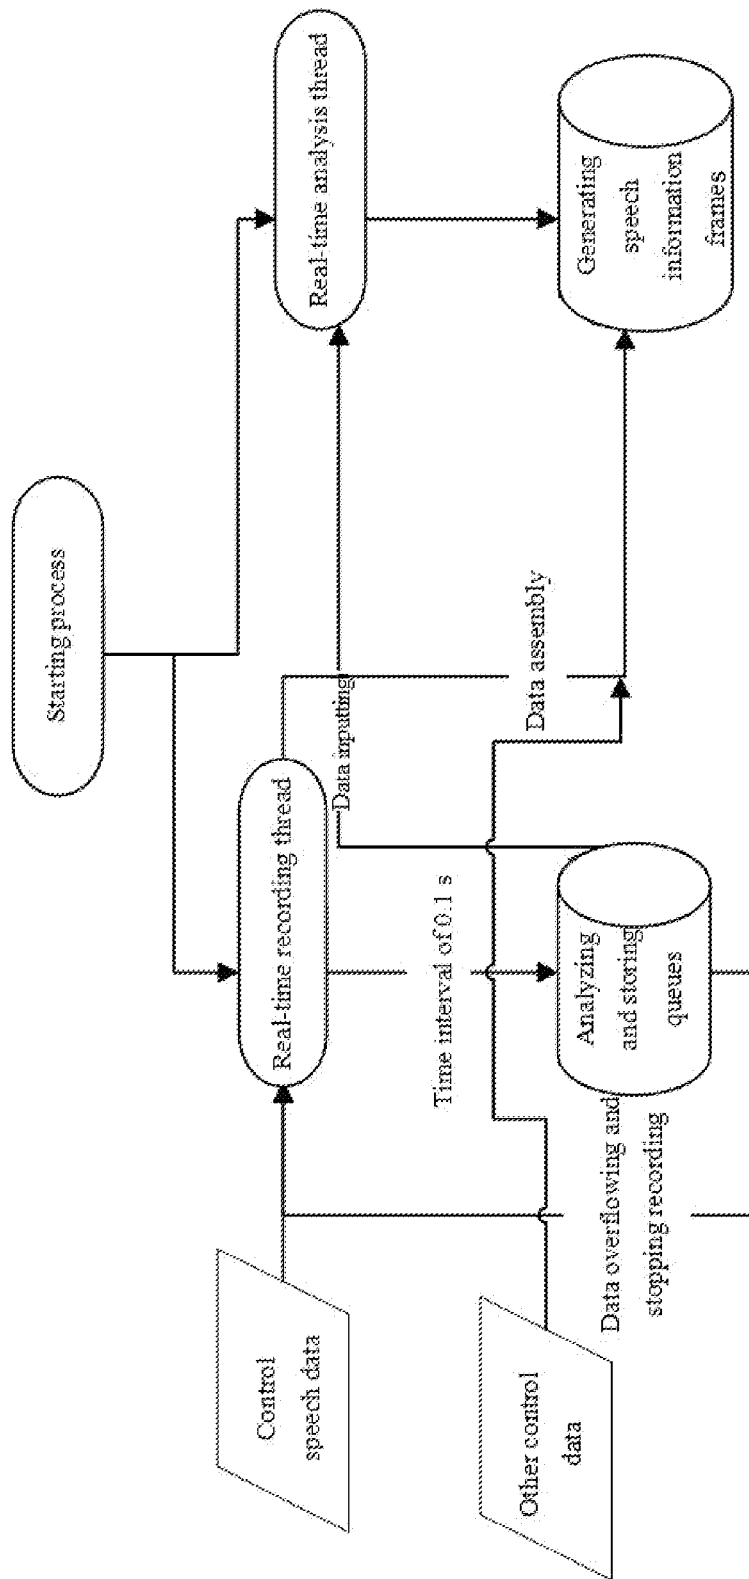 Starting process
Real-time recording thread
Real-time analysis thread
Control
speech data
Data inputting
Time interval of 0.1 s
Data assembly
Other control
data
Analyzing
and storing
queues
Generating
speech
information
frames
Data overflowing and
stopping recording